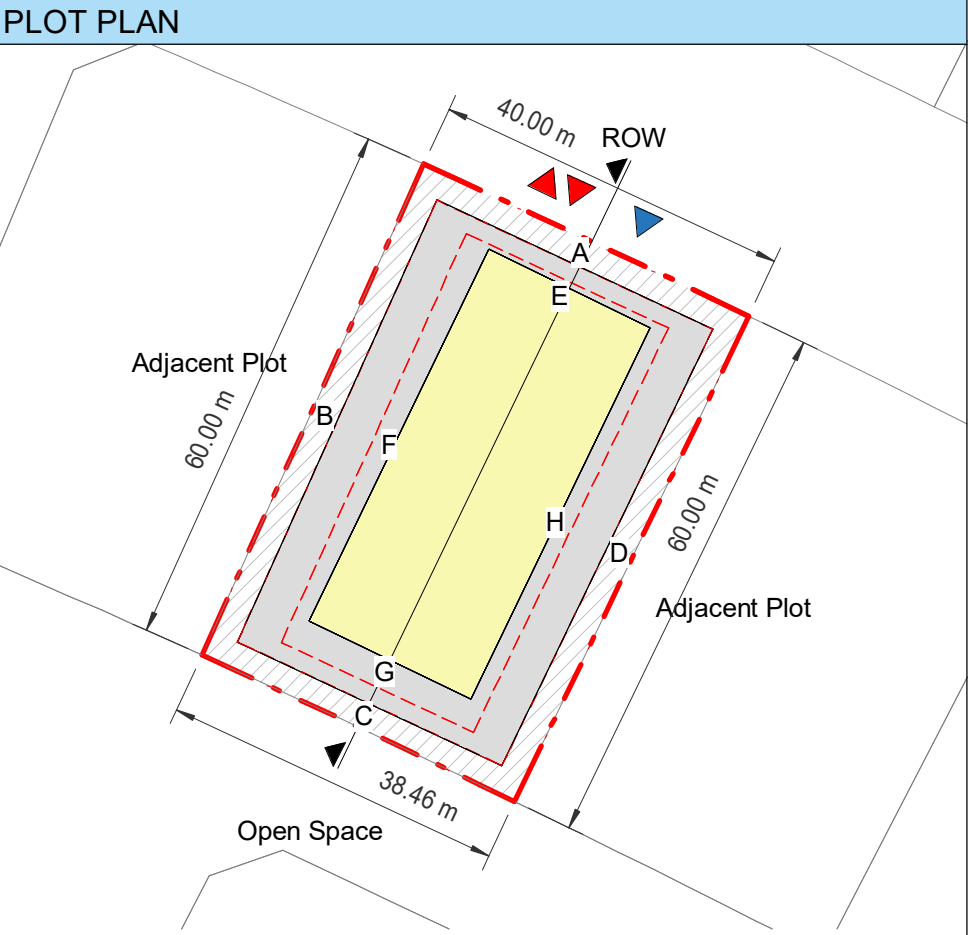 PLOT PLAN
40.00 m
ROW
A
E
Adjacent Plot
60.00 m
B
F
H
D
60.00 m
Adjacent Plot
G
C
38.46 m
Open Space